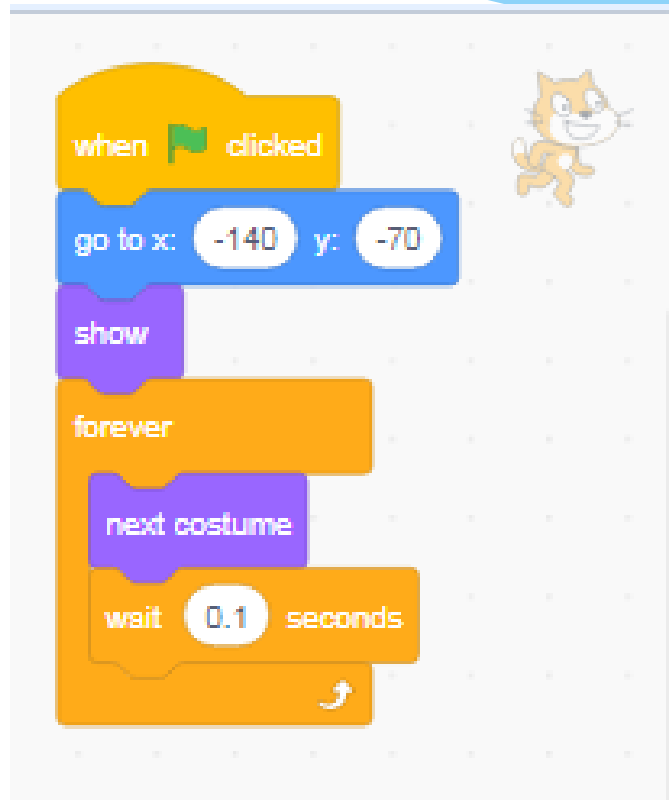 when clicked
go to x: -140 y: -70
show
forever
next costume
wait 0.1 seconds